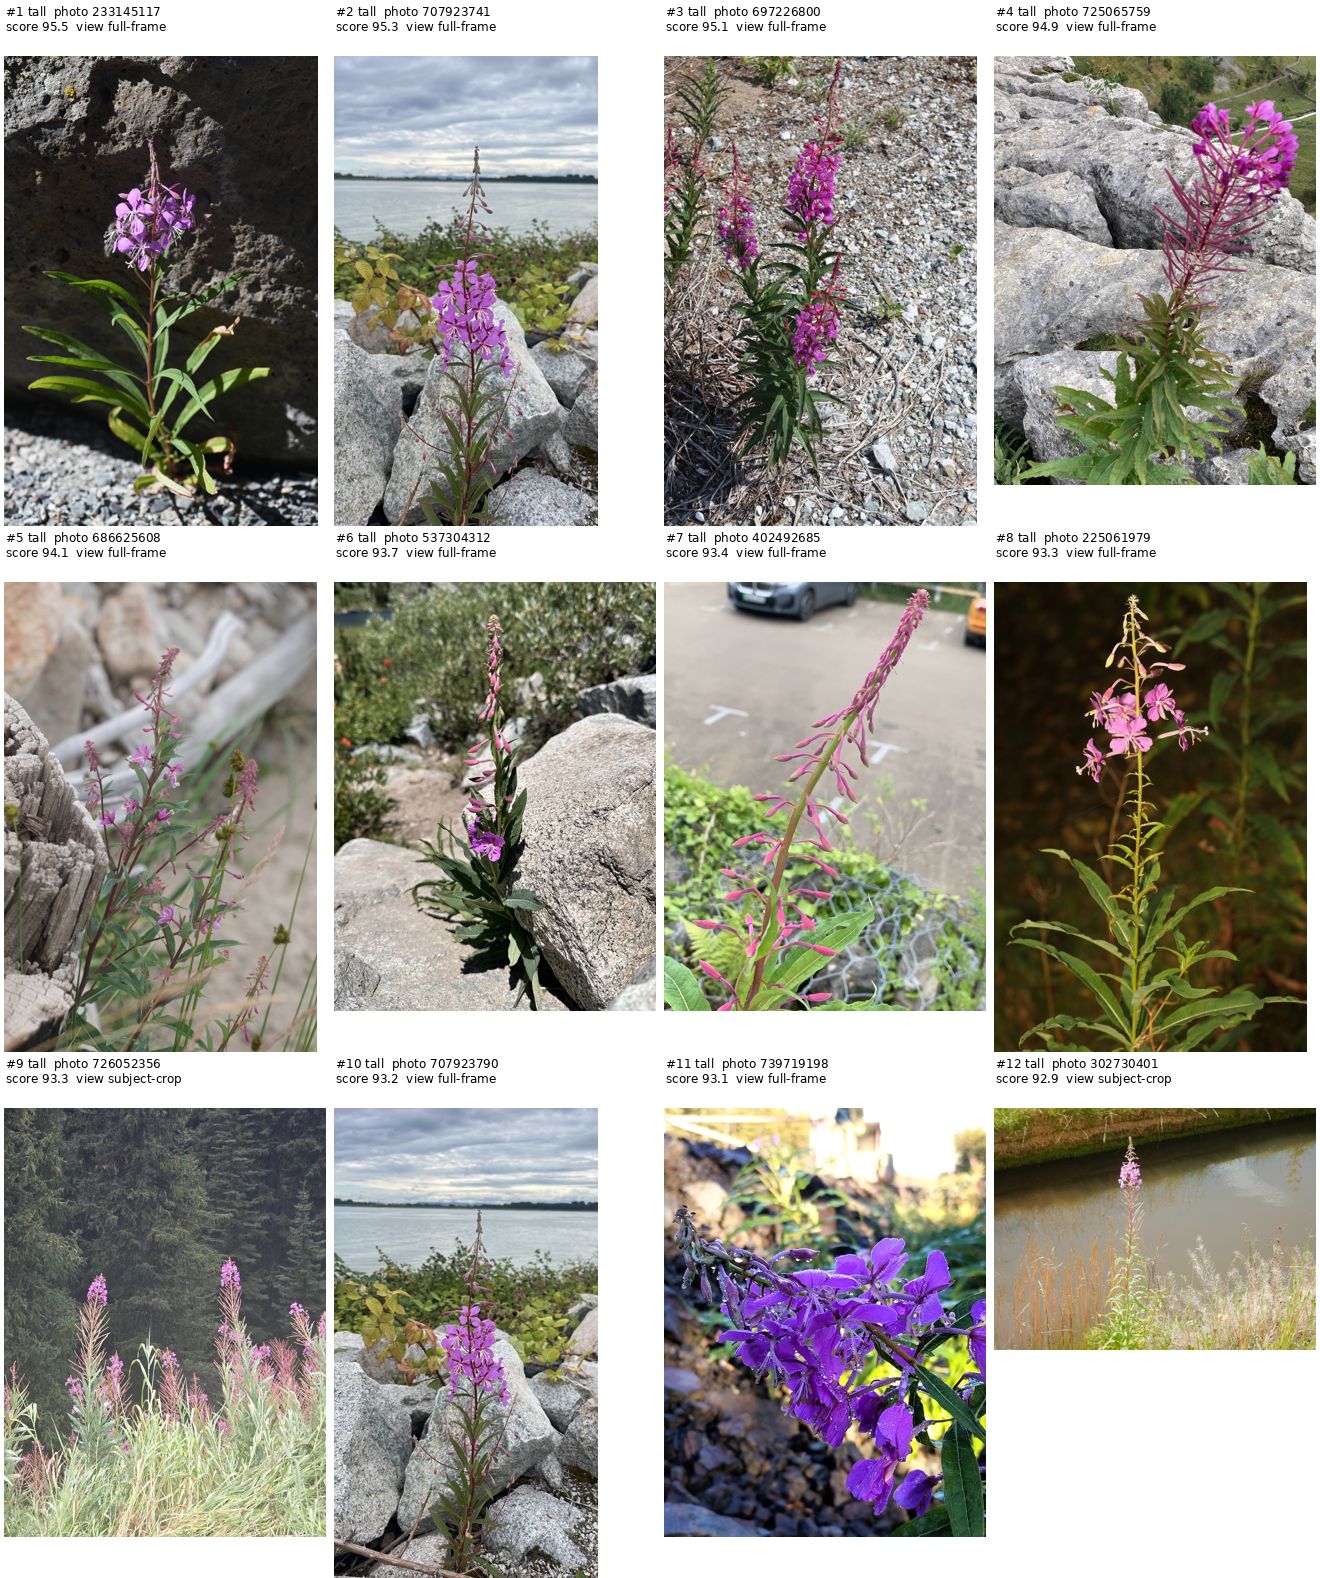 #1 tall  photo 233145117
score 95.5  view full-frame
#2 tall  photo 707923741
score 95.3  view full-frame
#3 tall  photo 697226800
score 95.1  view full-frame
#4 tall  photo 725065759
score 94.9  view full-frame
#5 tall  photo 686625608
score 94.1  view full-frame
#6 tall  photo 537304312
score 93.7  view full-frame
#7 tall  photo 402492685
score 93.4  view full-frame
#8 tall  photo 225061979
score 93.3  view full-frame
#9 tall  photo 726052356
score 93.3  view subject-crop
#10 tall  photo 707923790
score 93.2  view full-frame
#11 tall  photo 739719198
score 93.1  view full-frame
#12 tall  photo 302730401
score 92.9  view subject-crop